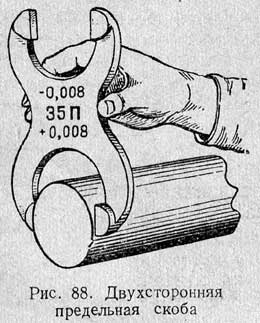 -0,008
35П
+0,008
Рис. 88. Двухсторонняя
предельная скоба